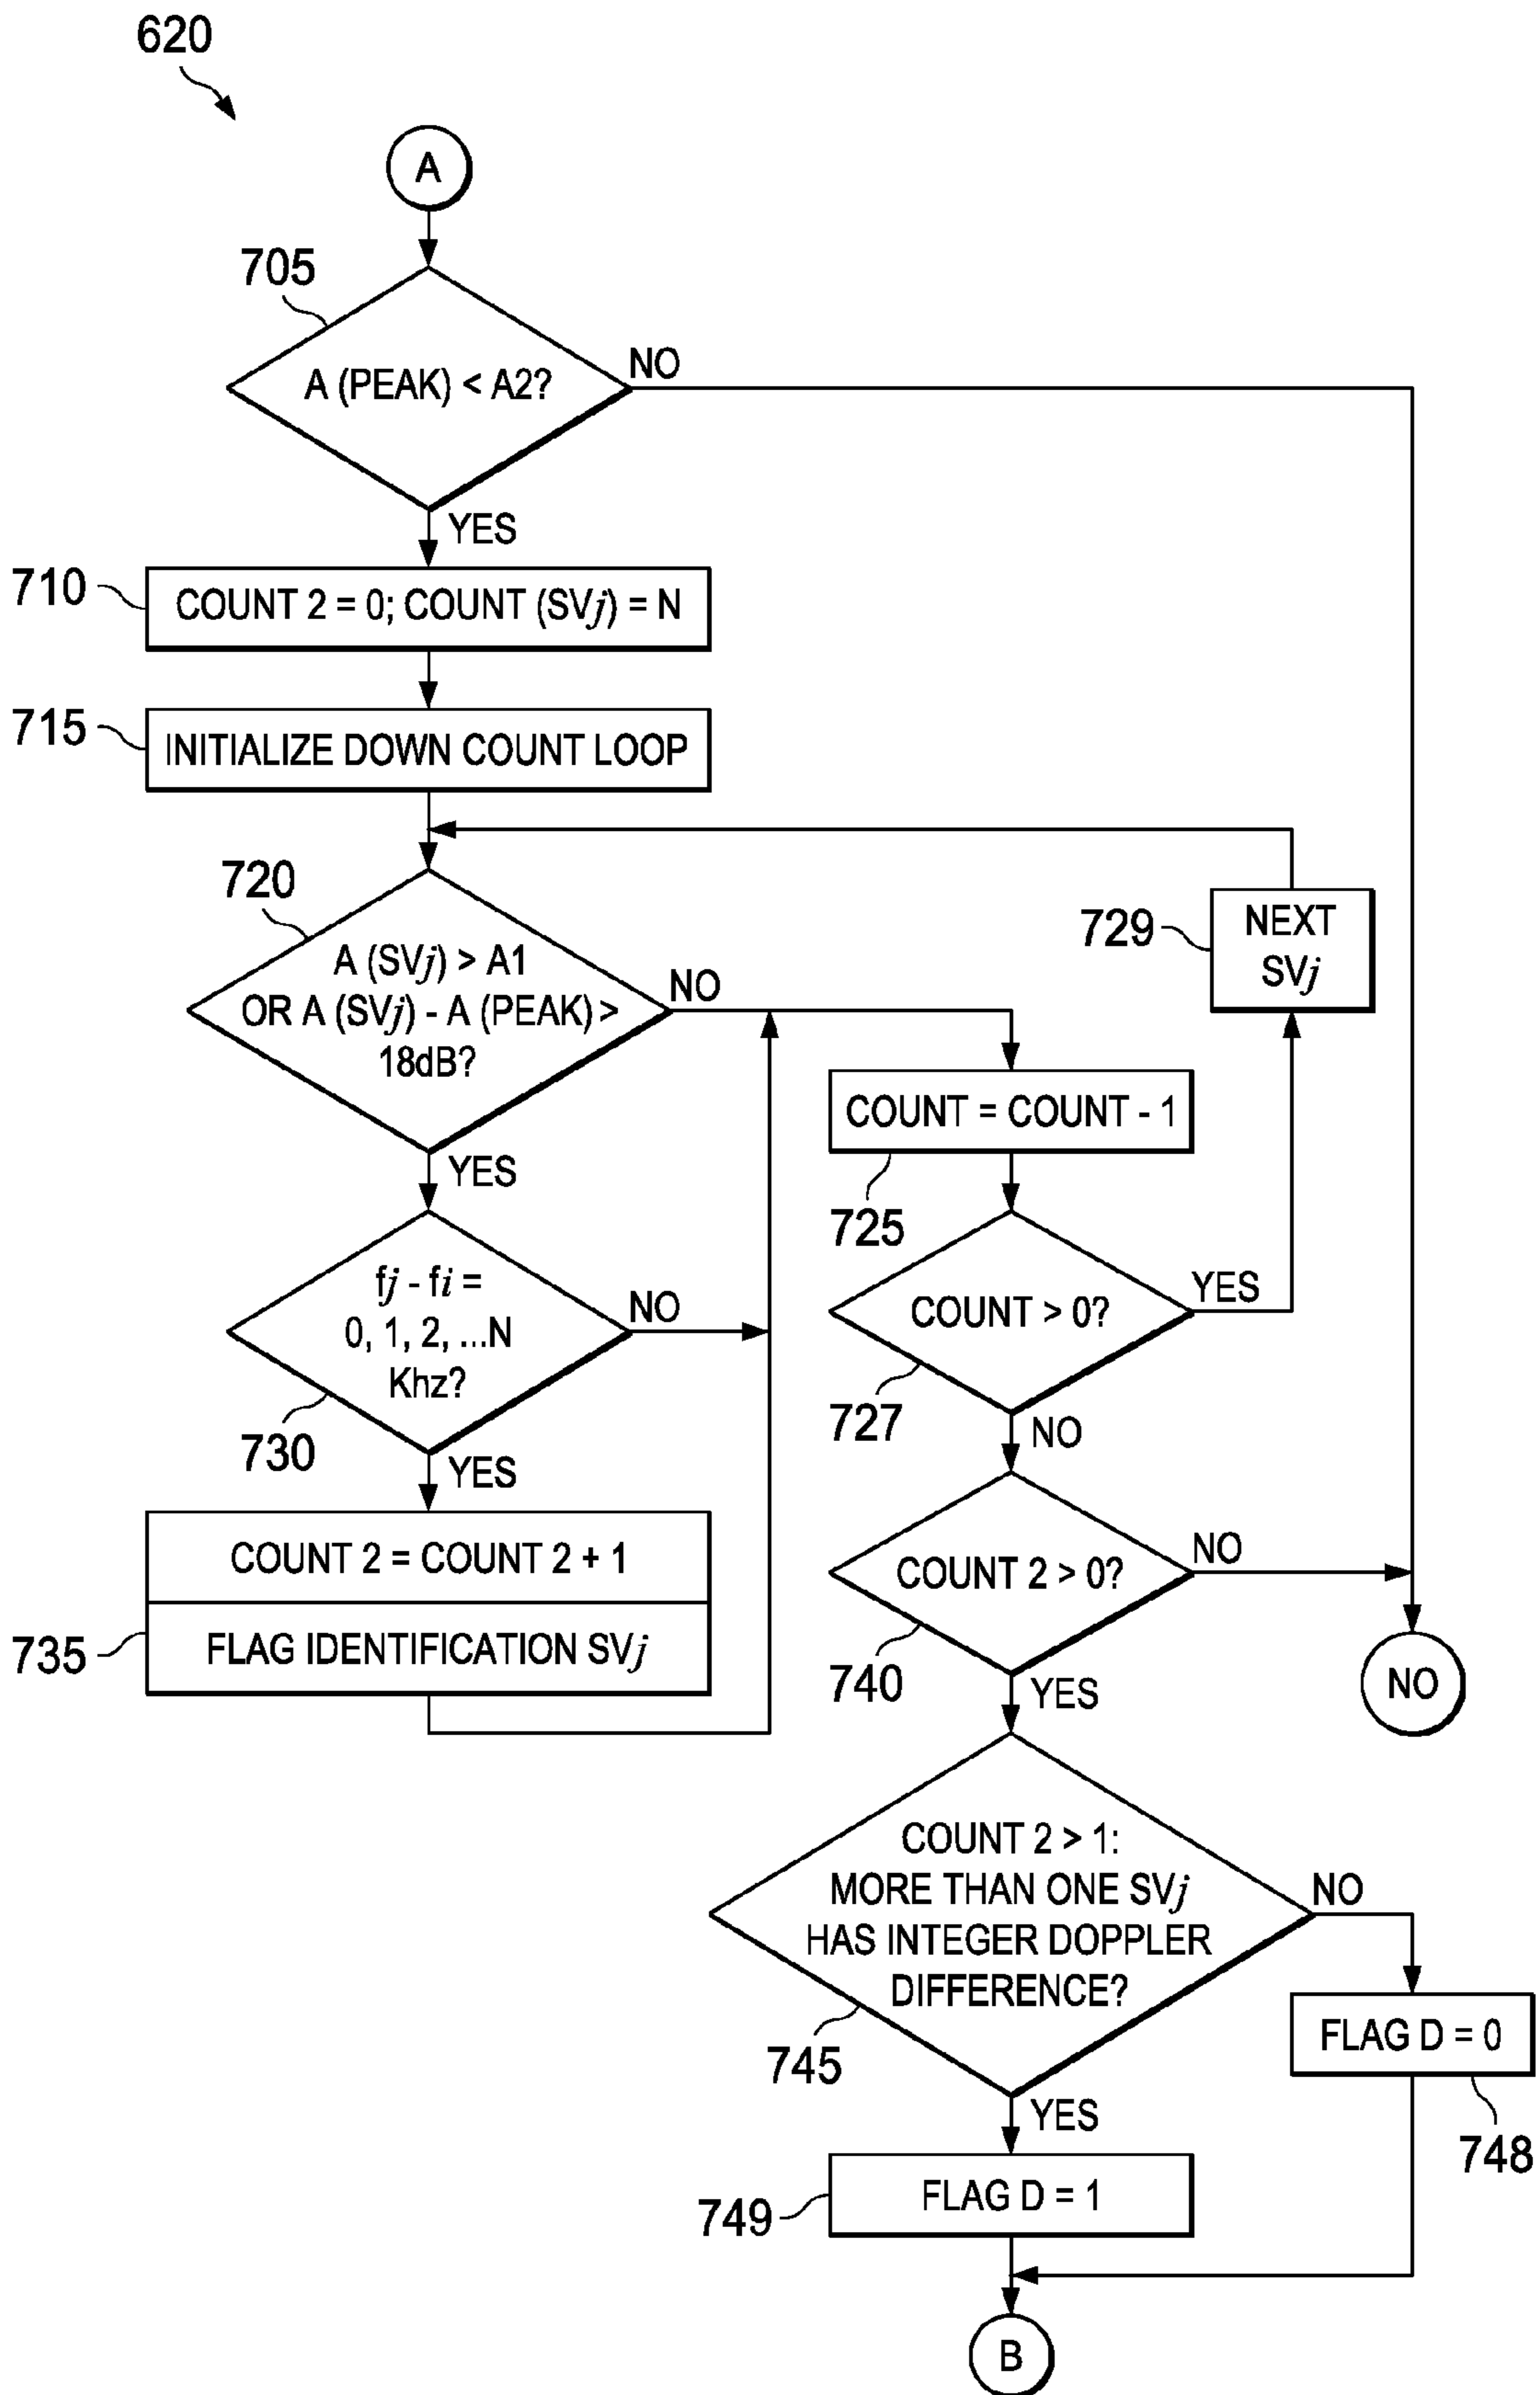 620
A
705
A (PEAK) < A2?
NO
YES
710
COUNT 2 = 0; COUNT (SVj) = N
715
INITIALIZE DOWN COUNT LOOP
720
A (SVj) > A1
OR A (SVj) - A (PEAK) >
18dB?
NO
YES
729
NEXT
SVj
COUNT = COUNT - 1
725
fj - fi =
0, 1, 2, ...N
Khz?
NO
730
YES
COUNT > 0?
YES
727
NO
COUNT 2 = COUNT 2 + 1
735
FLAG IDENTIFICATION SVj
COUNT 2 > 0?
NO
740
YES
NO
COUNT 2 > 1:
MORE THAN ONE SVj
HAS INTEGER DOPPLER
DIFFERENCE?
NO
745
YES
FLAG D = 0
748
749
FLAG D = 1
B